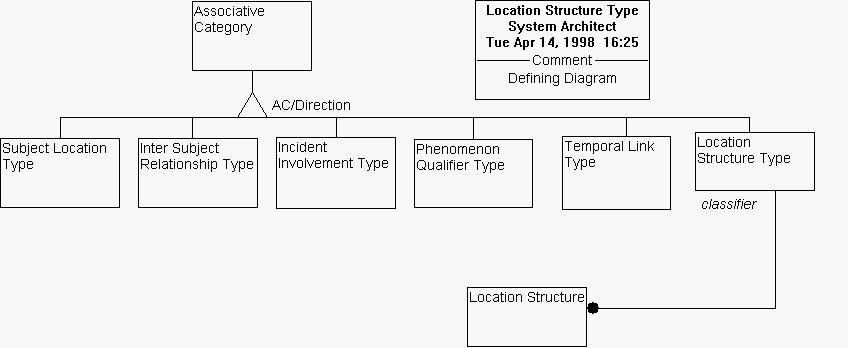 Associative
Category
Location Structure Type
System Architect
Tue Apr 14, 1998 16:25
Comment
Defining Diagram
AC/Direction
Subject Location
Type
Inter Subject
Relationship Type
Incident
Involvement Type
Phenomenon
Qualifier Type
Temporal Link
Type
Location
Structure Type
classifier
Location Structure